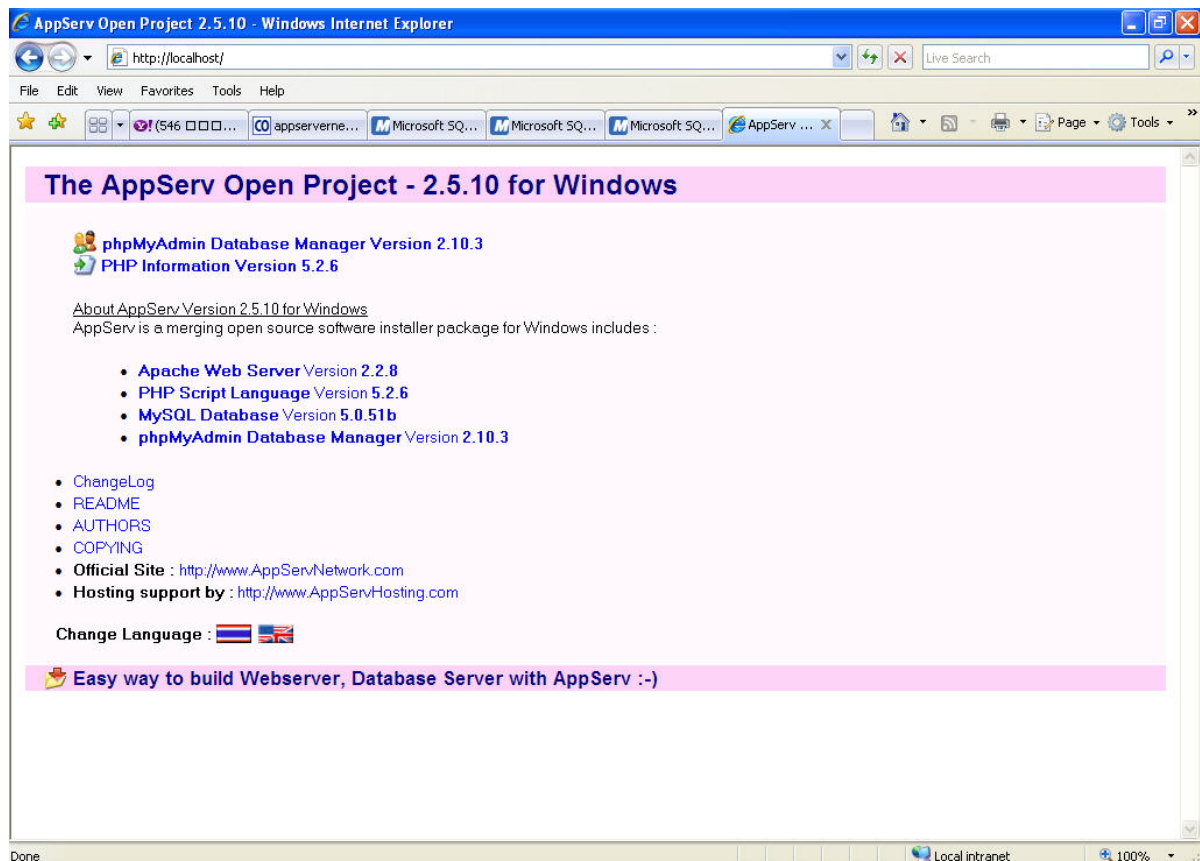 AppServ Open Project 2.5.10 - Windows Internet Explorer
http://localhost/
Live Search
File Edit View Favorites Tools Help
(546 □□□... appserverne... Microsoft SQ... Microsoft SQ... Microsoft SQ... AppServ ... Page Tools
The AppServ Open Project - 2.5.10 for Windows
phpMyAdmin Database Manager Version 2.10.3
PHP Information Version 5.2.6
About AppServ Version 2.5.10 for Windows
AppServ is a merging open source software installer package for Windows includes :
• Apache Web Server Version 2.2.8
• PHP Script Language Version 5.2.6
• MySQL Database Version 5.0.51b
• phpMyAdmin Database Manager Version 2.10.3
• ChangeLog
• README
• AUTHORS
• COPYING
• Official Site : http://www.AppServNetwork.com
• Hosting support by : http://www.AppServHosting.com
Change Language :
Easy way to build Webserver, Database Server with AppServ :-)
Done Local intranet 100%